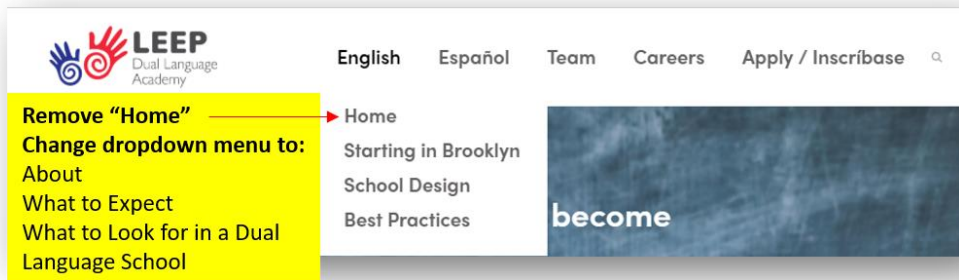 LEEP
Dual Language
Academy
English Español Team Careers Apply / Inscríbase
Remove “Home”
Change dropdown menu to:
About
What to Expect
What to Look for in a Dual
Language School
Home
Starting in Brooklyn
School Design
Best Practices
become